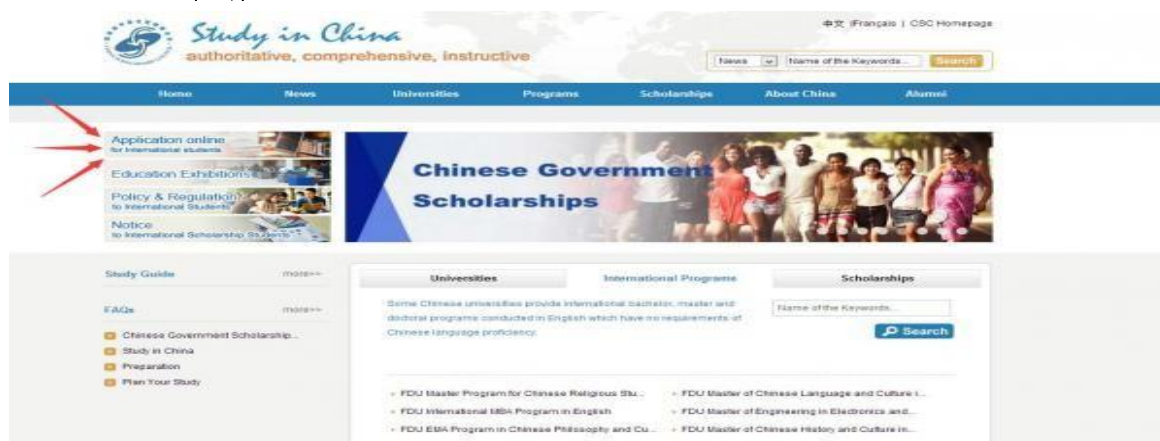 Study in China
authoritative, comprehensive, instructive
中文 |Français | CSC Homepage
News Name of the Keywords... Search
Home News Universities Programs Scholarships About China Alumni
Application online
for International students
Education Exhibitions
Policy & Regulation
to International Students
Notice
to International Scholarship Students
Chinese Government
Scholarships
Study Guide more>>
FAQs more>>
Chinese Government Scholarship...
Study in China
Preparation
Plan Your Study
Universities International Programs Scholarships
Some Chinese universities provide international bachelor, master and
doctoral programs conducted in English which have no requirements of
Chinese language proficiency.
Name of the Keywords...
Search
FDU Master Program for Chinese Religious Stu...
FDU Master of Chinese Language and Culture i...
FDU International MBA Program in English
FDU Master of Engineering in Electronics and...
FDU EMA Program in Chinese Philosophy and Cu...
FDU Master of Chinese History and Culture in...